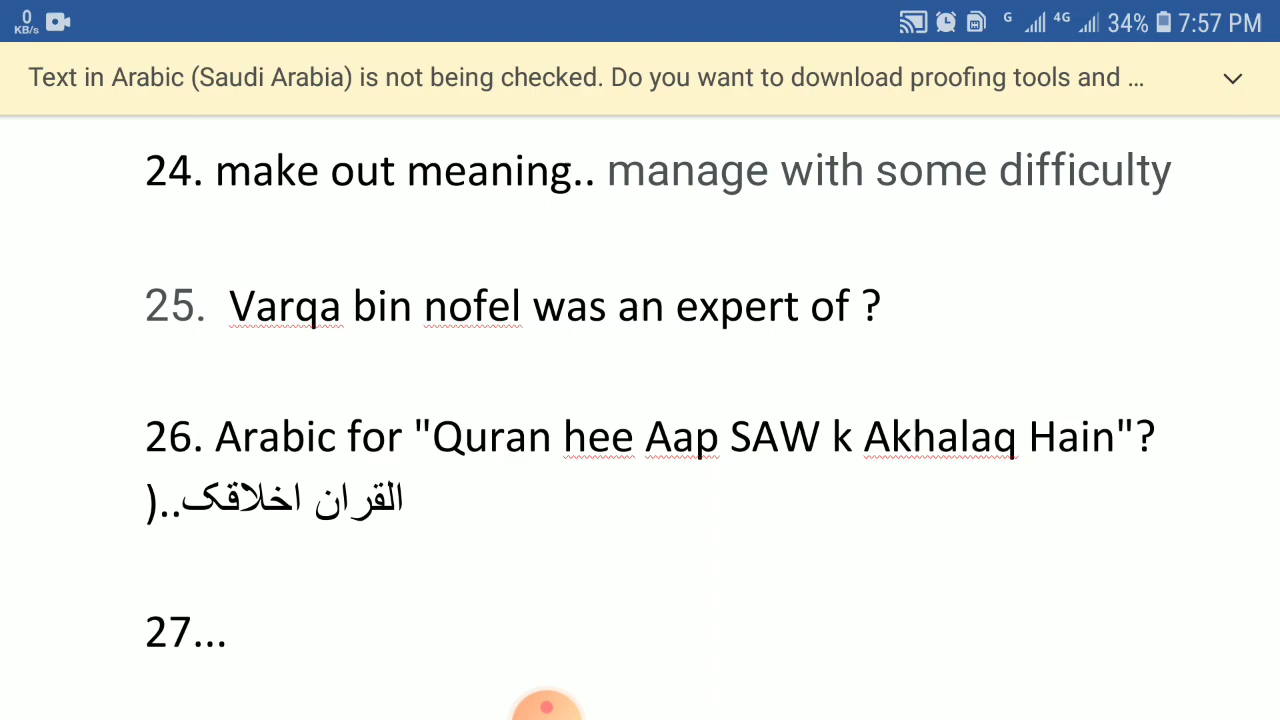 0 KB/s G 4G 34% 7:57 PM
Text in Arabic (Saudi Arabia) is not being checked. Do you want to download proofing tools and ...
24. make out meaning.. manage with some difficulty
25. Varqa bin nofel was an expert of ?
26. Arabic for "Quran hee Aap SAW k Akhalaq Hain"?
القران اخلاقک..)
27...